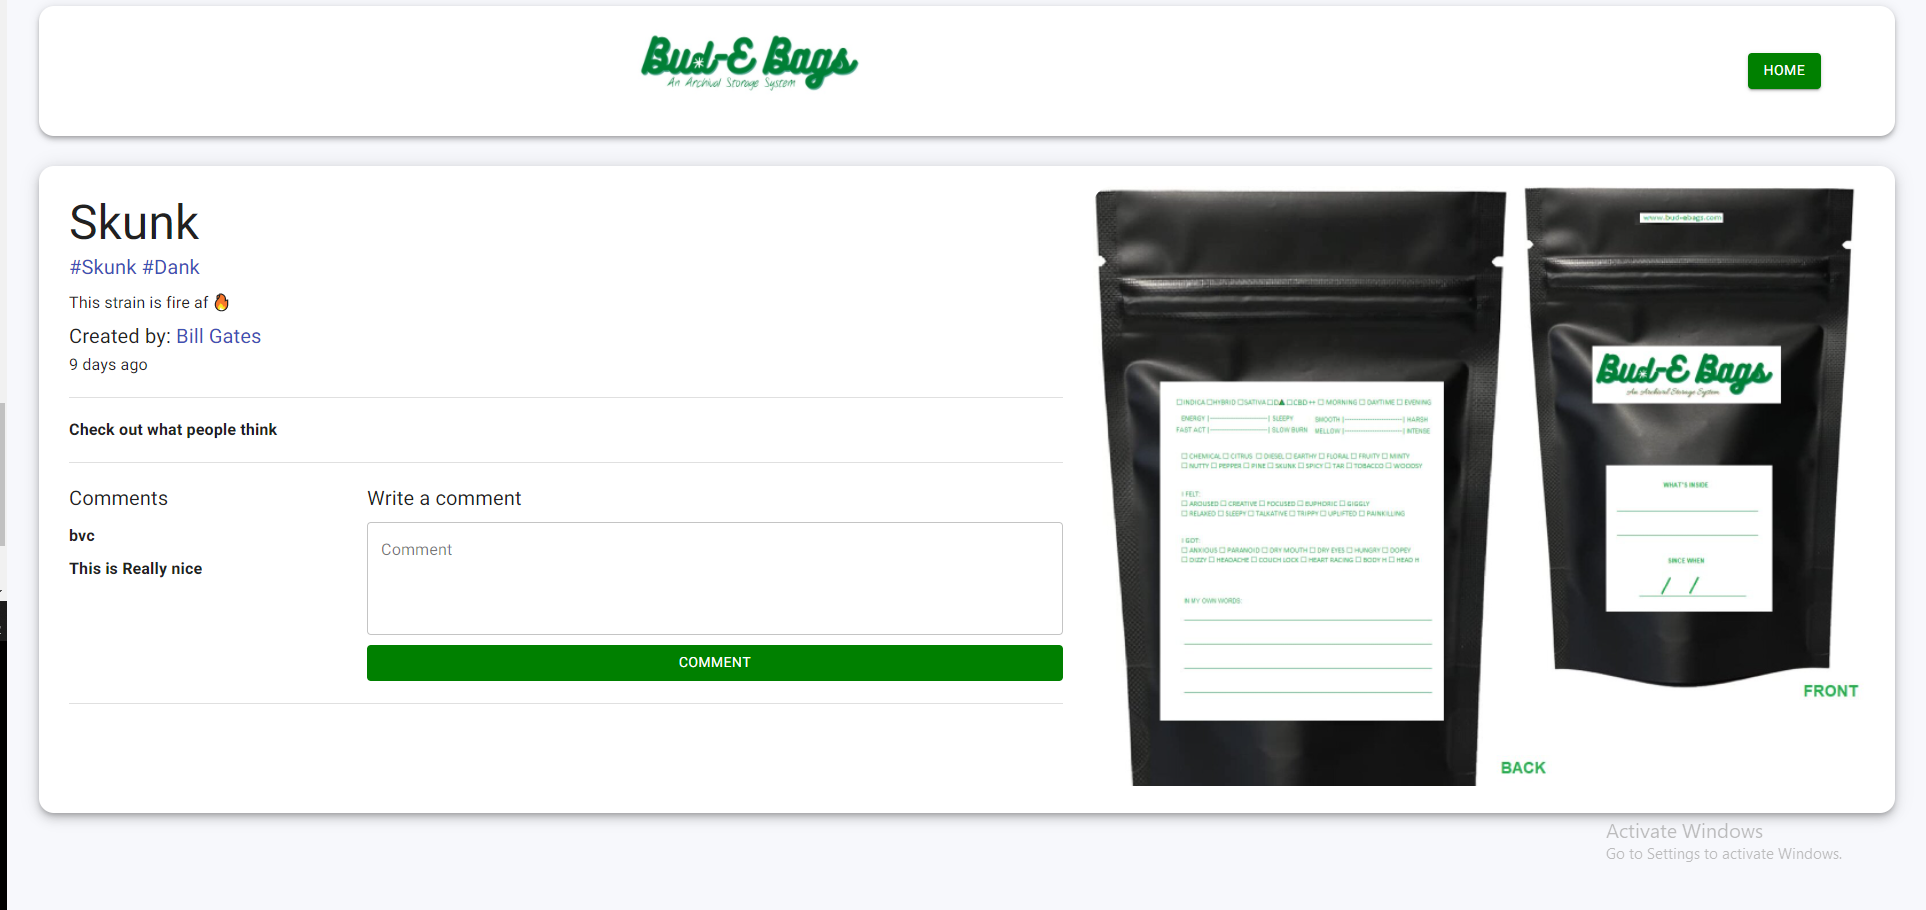 Bud-E Bags
An Archival Storage System
HOME
Skunk
#Skunk #Dank
This strain is fire af 🔥
Created by: Bill Gates
9 days ago
Check out what people think
Comments
bvc
This is Really nice
Write a comment
Comment
COMMENT
☐ INDICA ☐ HYBRID ☐ SATIVA ☐ D▲ ☐ CBD++ ☐ MORNING ☐ DAYTIME ☐ EVENING
ENERGY |—————| SLEEPY SMOOTH |—————| HARSH
FAST ACT |—————| SLOW BURN MELLOW |—————| INTENSE
☐ CHEMICAL ☐ CITRUS ☐ DIESEL ☐ EARTHY ☐ FLORAL ☐ FRUITY ☐ MINTY
☐ NUTTY ☐ PEPPER ☐ PINE ☐ SKUNK ☐ SPICY ☐ TAR ☐ TOBACCO ☐ WOODSY
I FELT:
☐ AROUSED ☐ CREATIVE ☐ FOCUSED ☐ EUPHORIC ☐ GIGGLY
☐ RELAXED ☐ SLEEPY ☐ TALKATIVE ☐ TRIPPY ☐ UPLIFTED ☐ PAINKILLING
I GOT:
☐ ANXIOUS ☐ PARANOID ☐ DRY MOUTH ☐ DRY EYES ☐ HUNGRY ☐ DOPEY
☐ DIZZY ☐ HEADACHE ☐ COUCH LOCK ☐ HEART RACING ☐ BODY H ☐ HEAD H
IN MY OWN WORDS:
BACK
www.bud-ebagz.com
Bud-E Bags
An Archival Storage System
WHAT'S INSIDE
SINCE WHEN
/ /
FRONT
Activate Windows
Go to Settings to activate Windows.